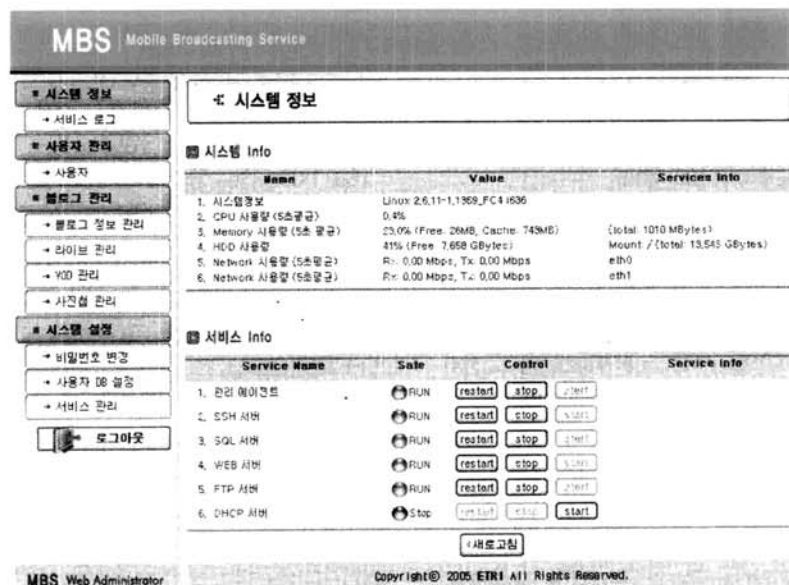 MBS Mobile Broadcasting Service
시스템 정보
서비스 로그
사용자 관리
사용자
블로그 관리
블로그 정보 관리
라이브 관리
VOD 관리
사진첩 관리
시스템 설정
비밀번호 변경
사용자 DB 설정
서비스 관리
로그아웃
시스템 정보
시스템 Info
Name Value Services Info
1. 시스템정보 Linux 2.6.11-1.1369_FC4 i686
2. CPU 사용량 (5초평균) 0.4%
3. Memory 사용량 (5초 평균) 23.0% (Free: 26MB, Cache: 743MB) (total: 1010 MBytes)
4. HDD 사용량 41% (Free: 7,658 GBytes) Mount: / (total: 13,545 GBytes)
5. Network 사용량 (5초평균) Rx: 0.00 Mbps, Tx: 0.00 Mbps eth0
6. Network 사용량 (5초평균) Rx: 0.00 Mbps, Tx: 0.00 Mbps eth1
서비스 Info
Service Name Sate Control Service Info
1. 관리 에이전트 RUN restart stop start
2. SSH 서버 RUN restart stop start
3. SQL 서버 RUN restart stop start
4. WEB 서버 RUN restart stop start
5. FTP 서버 RUN restart stop start
6. DHCP 서버 Stop restart stop start
새로고침
MBS Web Administrator Copyright© 2005 ETRI All Rights Reserved.